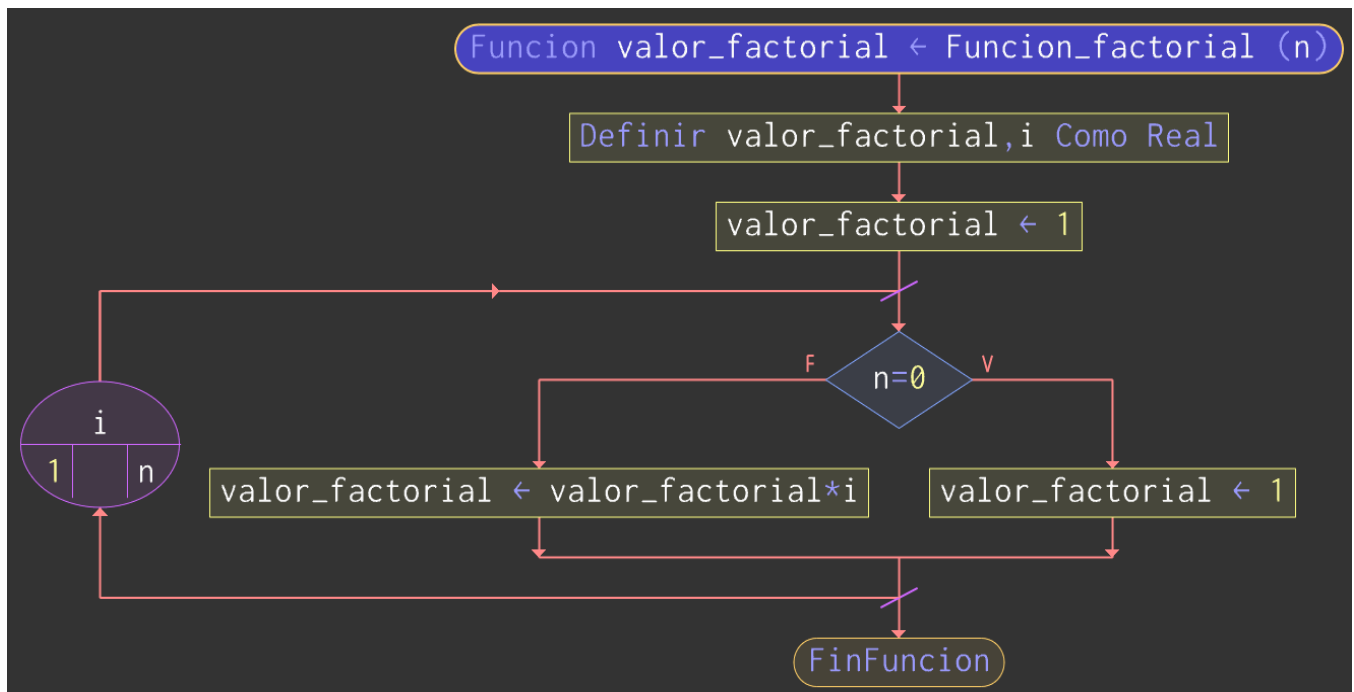 Funcion valor_factorial ← Funcion_factorial (n)
Definir valor_factorial,i Como Real
valor_factorial ← 1
F
n=0
V
i
1
n
valor_factorial ← valor_factorial*i
valor_factorial ← 1
FinFuncion